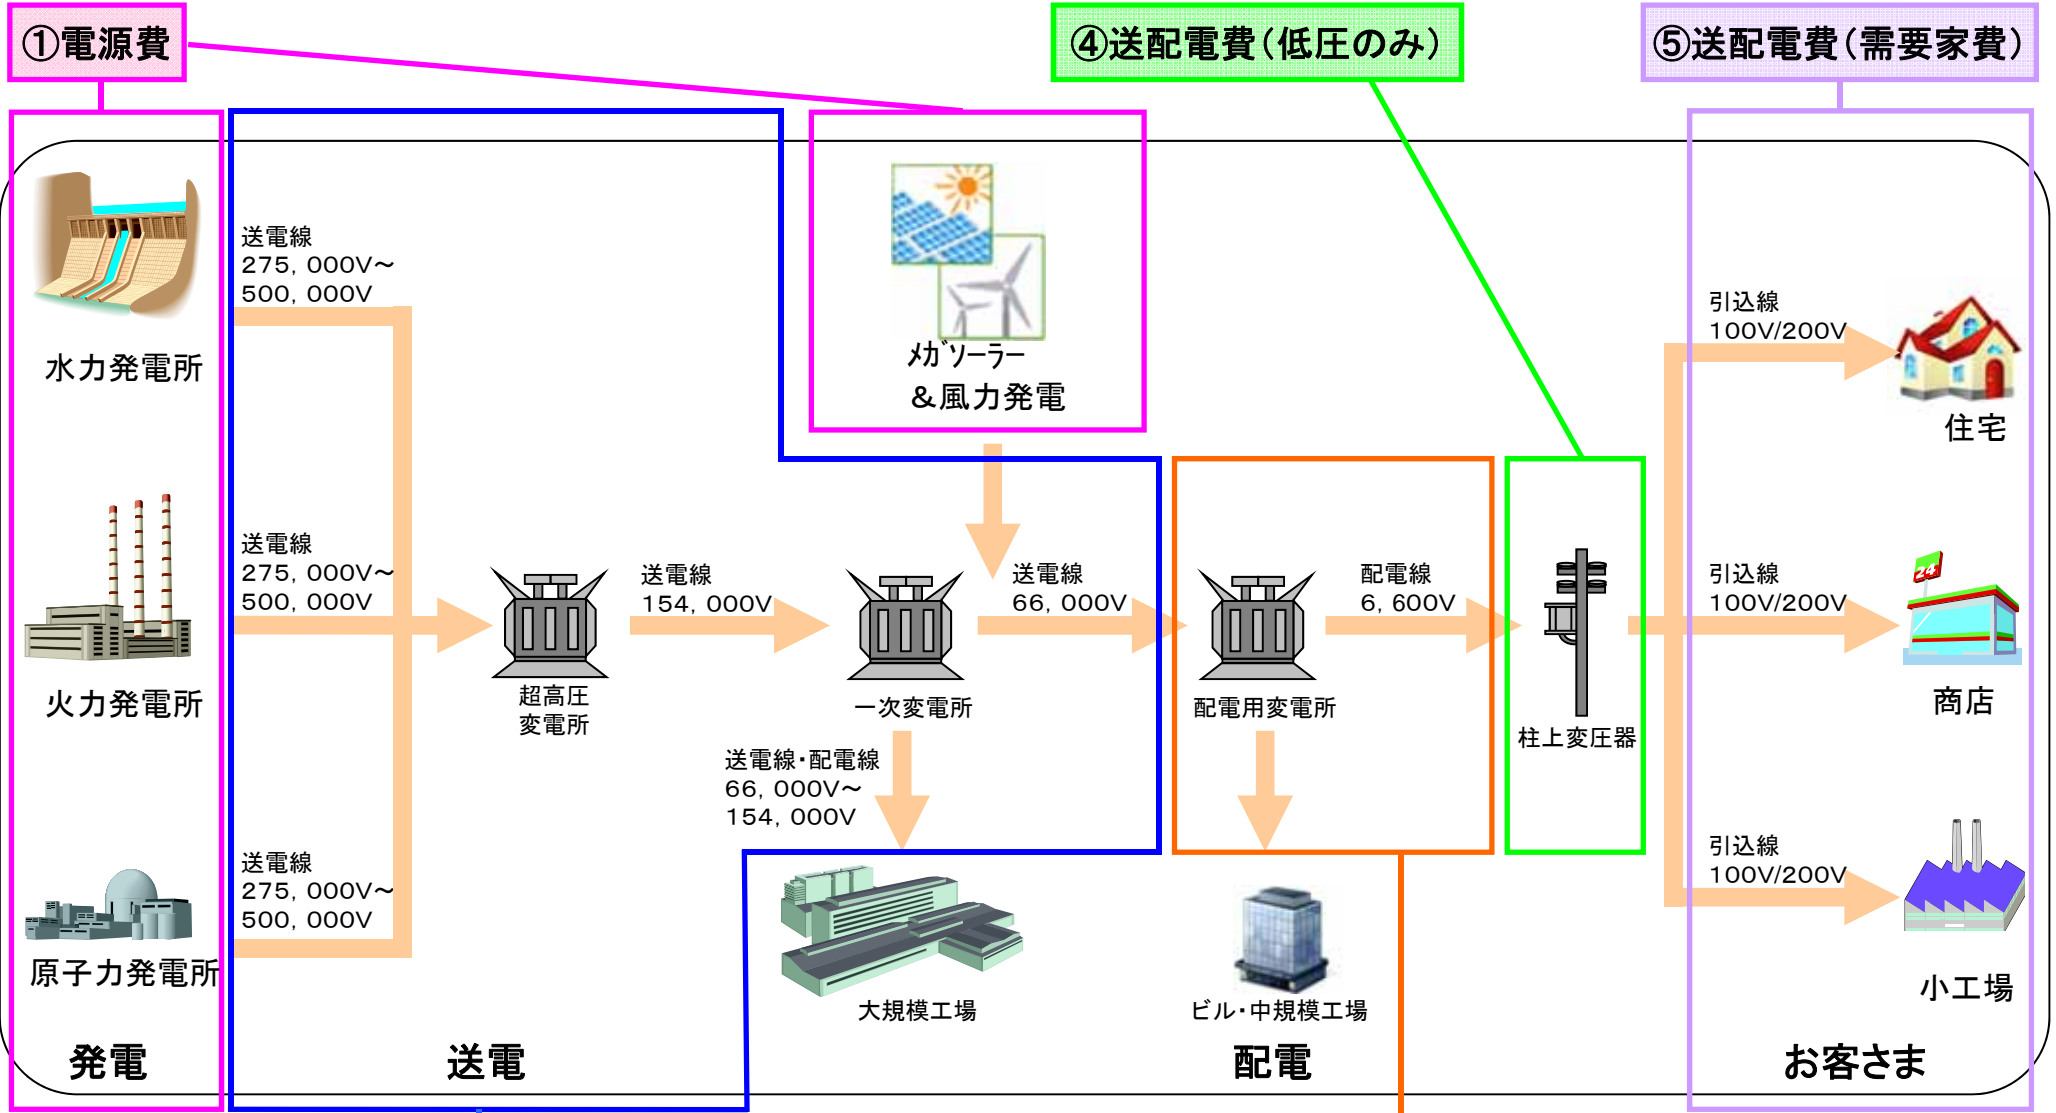 ①電源費
④送配電費(低圧のみ)
⑤送配電費(需要家費)
送電線
275,000V～
500,000V
水力発電所
メガソーラー
＆風力発電
引込線
100V/200V
住宅
送電線
275,000V～
500,000V
火力発電所
超高圧
変電所
送電線
154,000V
一次変電所
送電線
66,000V
配電用変電所
配電線
6,600V
柱上変圧器
引込線
100V/200V
商店
送電線・配電線
66,000V～
154,000V
送電線
275,000V～
500,000V
原子力発電所
大規模工場
ビル・中規模工場
引込線
100V/200V
小工場
24
発電
送電
配電
お客さま